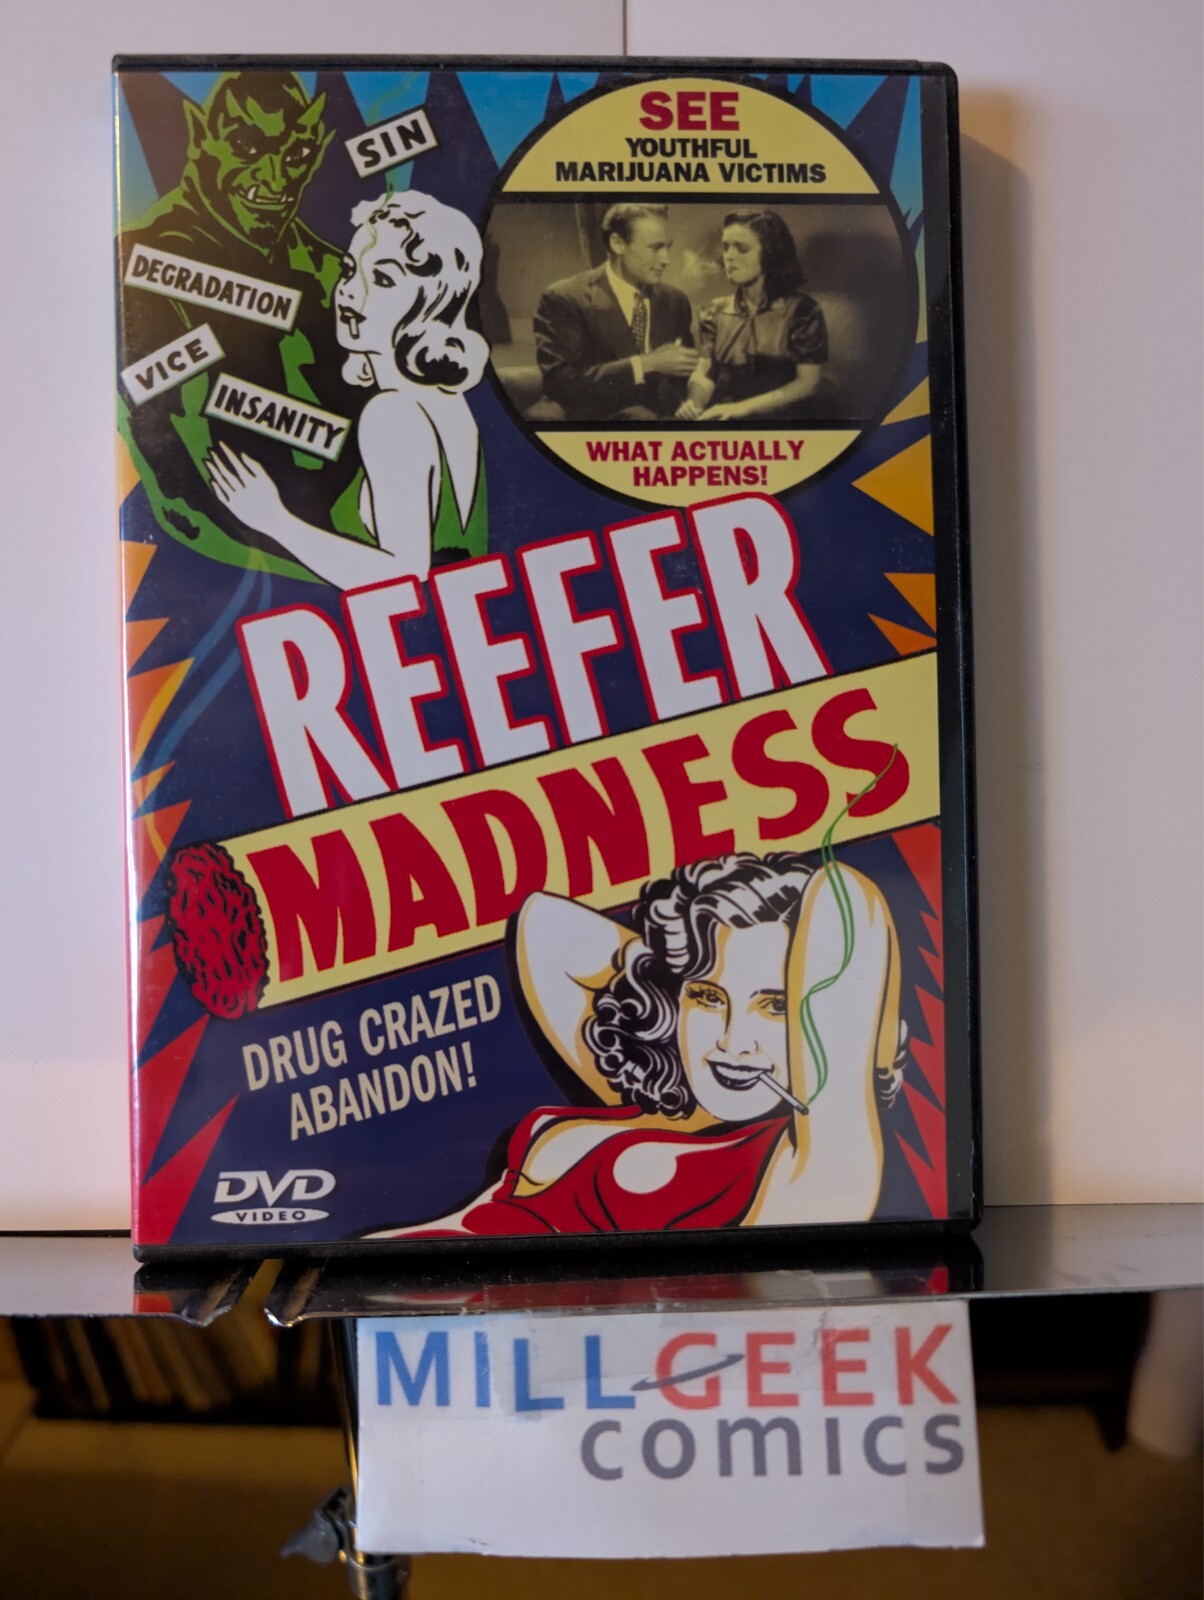 SEE
YOUTHFUL
MARIJUANA VICTIMS
SIN
DEGRADATION
VICE
INSANITY
WHAT ACTUALLY
HAPPENS!
REEFER
MADNESS
DRUG CRAZED
ABANDON!
DVD
VIDEO
MILLGEEK
comics